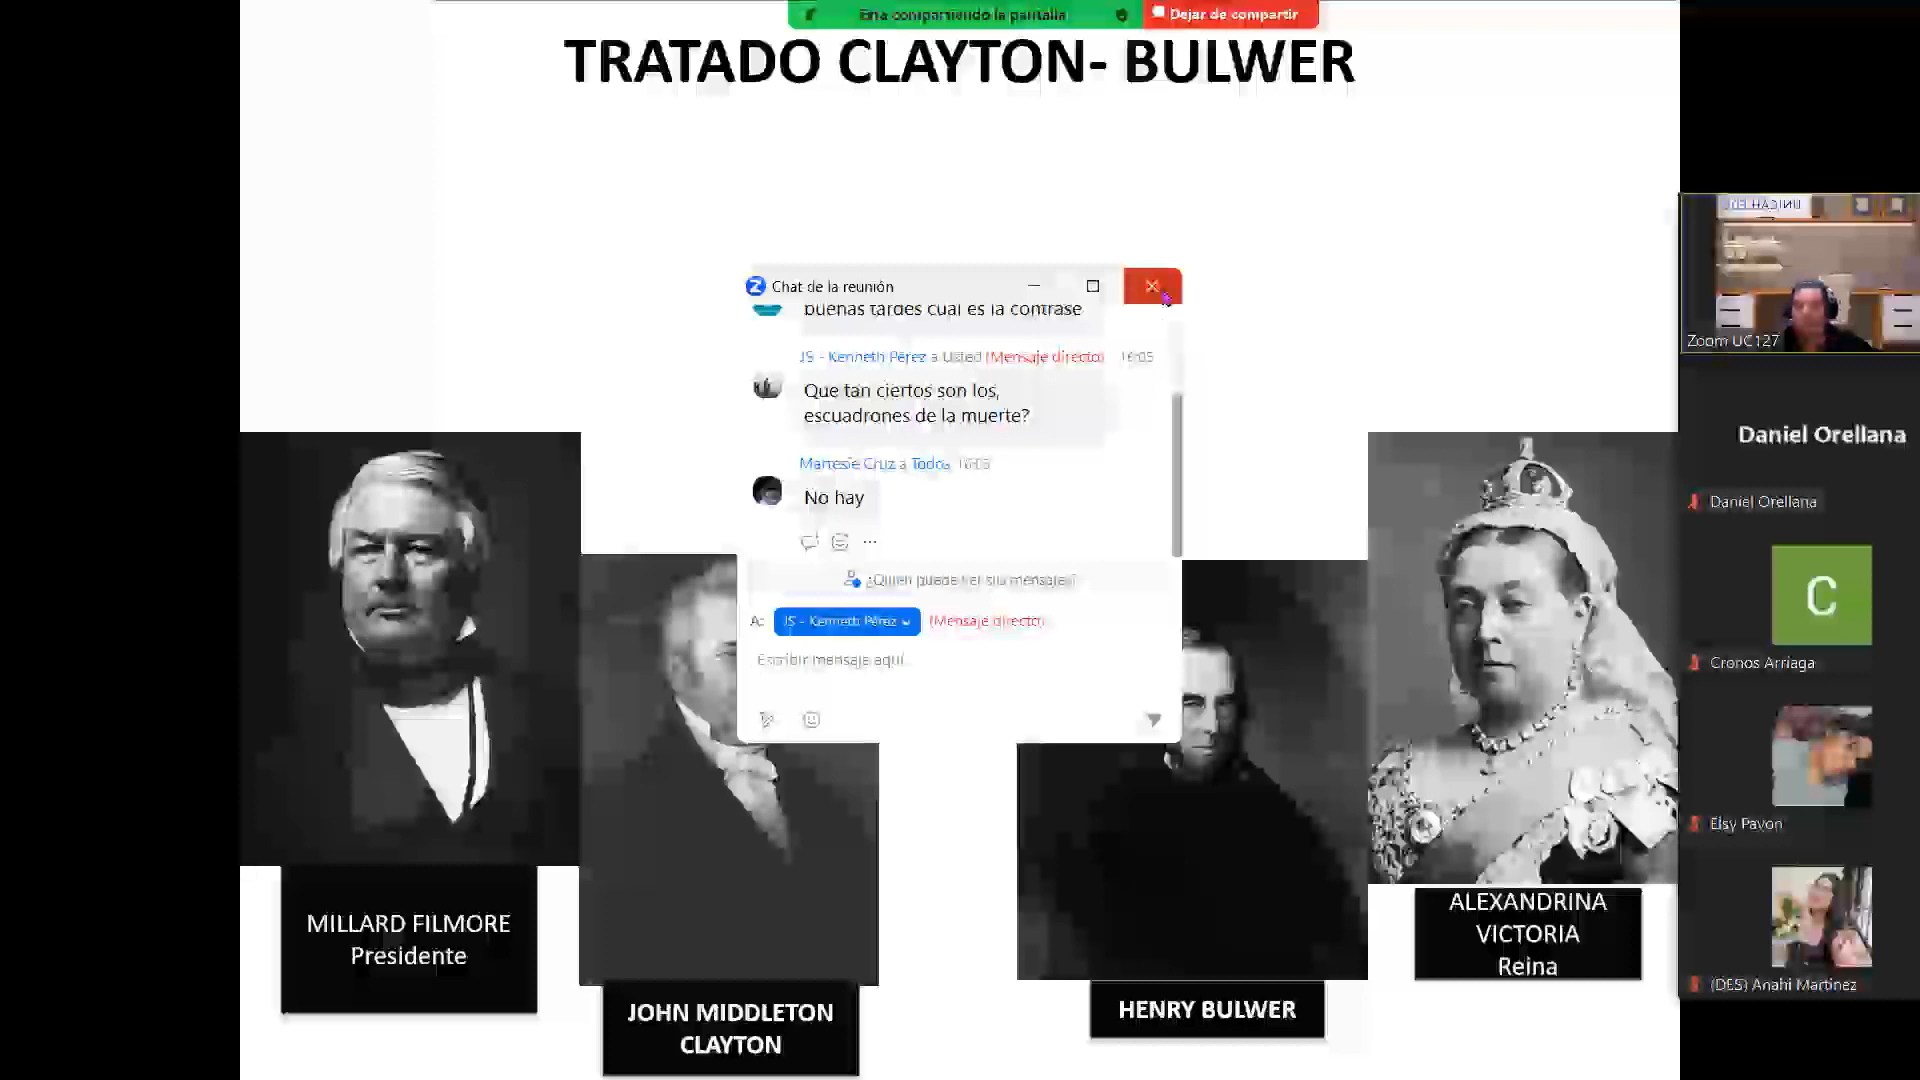 Está compartiendo la pantalla
Dejar de compartir
TRATADO CLAYTON- BULWER
Chat de la reunión
buenas tardes cual es la contrase
JS - Kenneth Pérez a Usted (Mensaje directo) 16:05
Que tan ciertos son los,
escuadrones de la muerte?
Cruz a Todos
No hay
¿Quién puede ver sus mensajes?
A: JS - Kenneth Pérez (Mensaje directo)
Escribir mensaje aquí...
MILLARD FILMORE
Presidente
JOHN MIDDLETON
CLAYTON
HENRY BULWER
ALEXANDRINA
VICTORIA
Reina
Zoom UC127
Daniel Orellana
Daniel Orellana
C
Cronos Arriaga
Elsy Pavon
(DES) Anahi Martinez